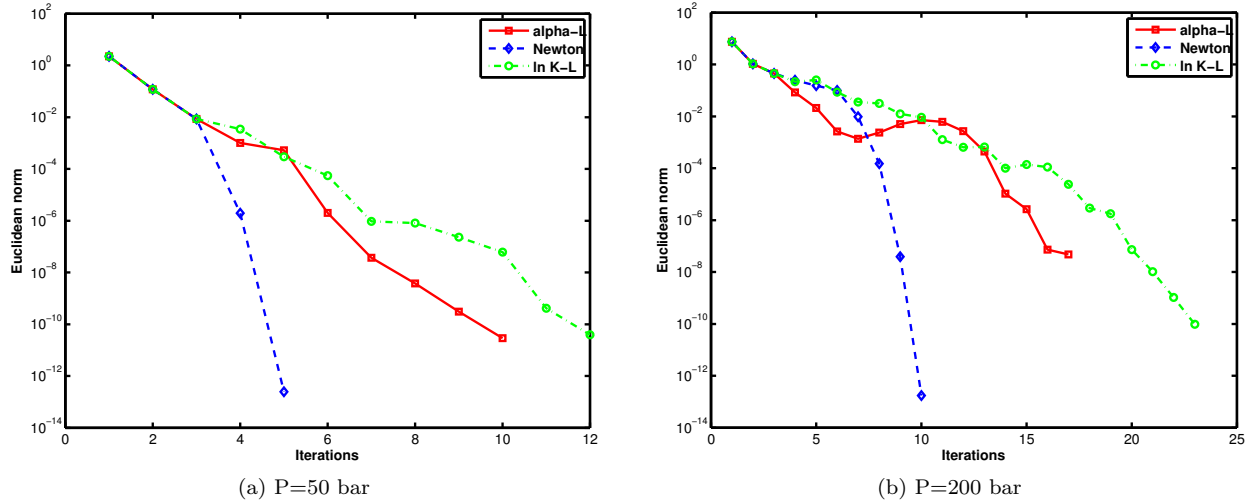 10^2
10^0
10^−2
10^−4
10^−6
10^−8
10^−10
10^−12
10^−14
Euclidean norm
0 2 4 6 8 10 12
Iterations
alpha−L
Newton
ln K−L
(a) P=50 bar
10^2
10^0
10^−2
10^−4
10^−6
10^−8
10^−10
10^−12
10^−14
Euclidean norm
0 5 10 15 20 25
Iterations
alpha−L
Newton
ln K−L
(b) P=200 bar